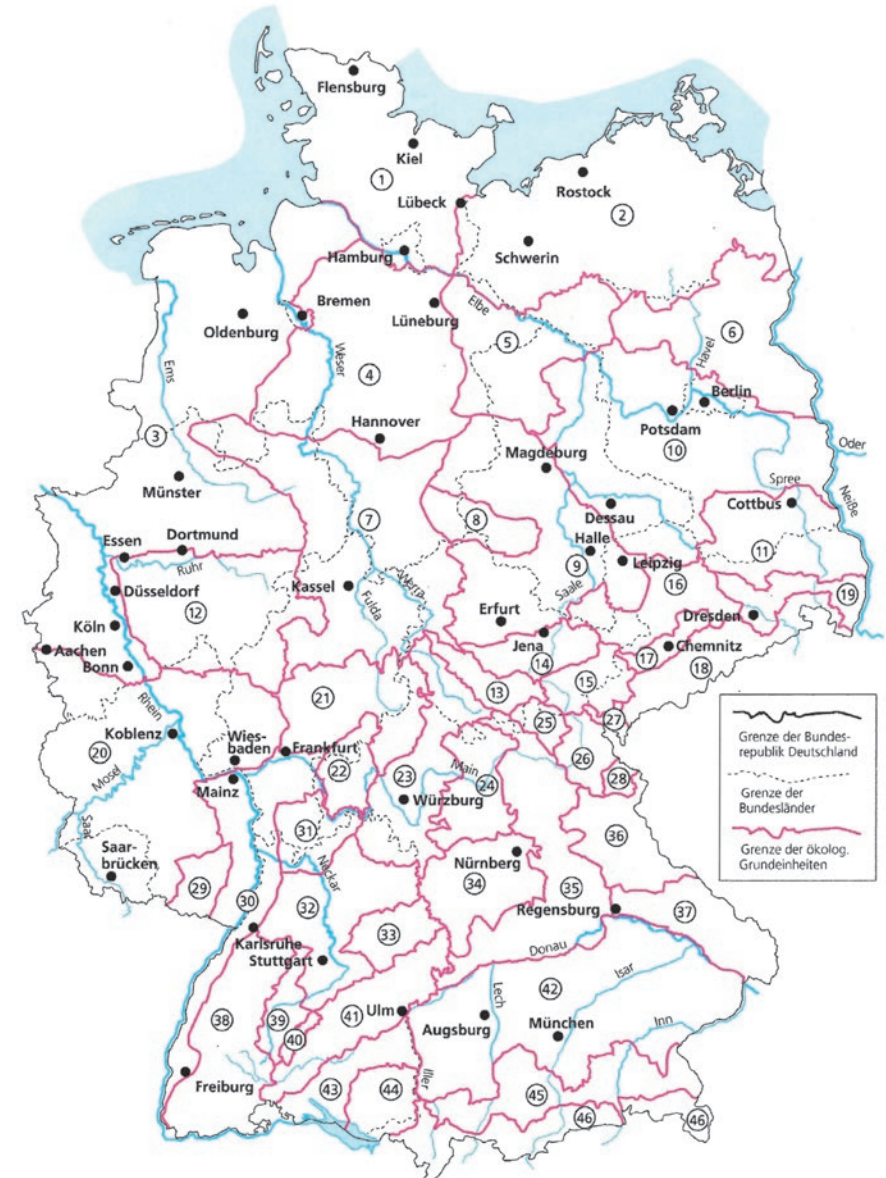 Flensburg
Kiel
1
Lübeck
Rostock
2
Schwerin
Hamburg
Elbe
Bremen
Lüneburg
Oldenburg
5
6
Ems
Weser
4
Havel
Berlin
Hannover
Potsdam
10
Oder
3
Magdeburg
Spree
Neiße
Münster
7
8
Dessau
Cottbus
Essen
Dortmund
Halle
11
Ruhr
9
Leipzig
16
Düsseldorf
Kassel
Werra
Saale
19
12
Fulda
Erfurt
Dresden
Köln
Jena
Chemnitz
Aachen
14
17
18
Bonn
15
21
13
Rhein
25
27
Koblenz
Wies-
baden
Frankfurt
20
26
Mosel
22
23
Main
24
28
Mainz
Würzburg
Saar
31
36
Saar-
brücken
Neckar
Nürnberg
29
30
32
34
35
37
Regensburg
Karlsruhe
33
Stuttgart
Donau
Isar
Lech
42
38
39
41
Ulm
Augsburg
München
Inn
40
Freiburg
43
44
Iller
45
46
46
Grenze der Bundes-
republik Deutschland
Grenze der
Bundesländer
Grenze der ökolog.
Grundeinheiten